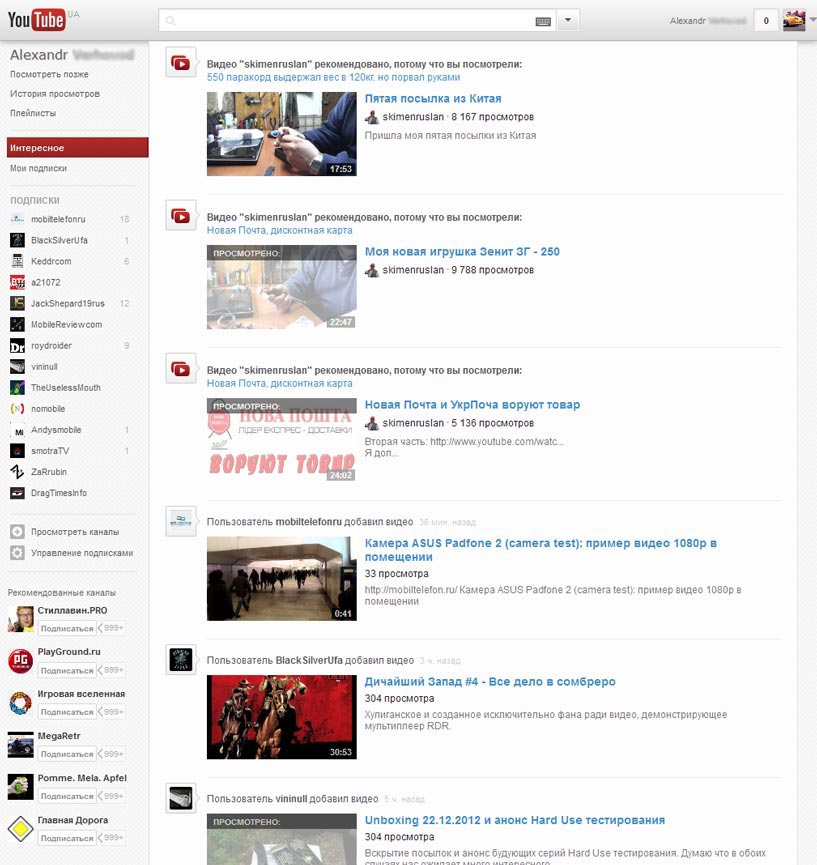 YouTube UA
Alexandr
0
Alexandr
Посмотреть позже
История просмотров
Плейлисты
Интересное
Мои подписки
ПОДПИСКИ
mobiltelefonru 18
BlackSilverUfa 1
Keddrcom 6
a21072
JackShepard19rus 12
MobileReviewcom
roydroider 9
vininull
TheUselessMouth
nomobile
Andysmobile 1
smotraTV 1
ZaRrubin
DragTimesInfo
Просмотреть каналы
Управление подписками
Рекомендованные каналы
Стиллавин.PRO
Подписаться 999+
PlayGround.ru
Подписаться 999+
Игровая вселенная
Подписаться 999+
MegaRetr
Подписаться 999+
Pomme. Mela. Apfel
Подписаться 999+
Главная Дорога
Подписаться 999+
Видео "skimenruslan" рекомендовано, потому что вы посмотрели:
550 паракорд выдержал вес в 120кг. но порвал руками
17:53
Пятая посылка из Китая
skimenruslan · 8 167 просмотров
Пришла моя пятая посылки из Китая
Видео "skimenruslan" рекомендовано, потому что вы посмотрели:
Новая Почта, дисконтная карта
ПРОСМОТРЕНО:
22:47
Моя новая игрушка Зенит ЗГ - 250
skimenruslan · 9 788 просмотров
Видео "skimenruslan" рекомендовано, потому что вы посмотрели:
Новая Почта, дисконтная карта
ПРОСМОТРЕНО:
НОВА ПОШТА
ЛІДЕР ЕКСПРЕС - ДОСТАВКИ
ВОРУЮТ ТОВАР
24:02
Новая Почта и УкрПоча воруют товар
skimenruslan · 5 136 просмотров
Вторая часть: http://www.youtube.com/watc...
Я дол...
Пользователь mobiltelefonru добавил видео 36 мин. назад
0:41
Камера ASUS Padfone 2 (camera test): пример видео 1080p в
помещении
33 просмотра
http://mobiltelefon.ru/ Камера ASUS Padfone 2 (camera test): пример видео 1080p в
помещении
Пользователь BlackSilverUfa добавил видео 3 ч. назад
30:53
Дичайший Запад #4 - Все дело в сомбреро
304 просмотра
Хулиганское и созданное исключительно фана ради видео, демонстрирующее
мультиплеер RDR.
Пользователь vininull добавил видео 5 ч. назад
ПРОСМОТРЕНО:
Unboxing 22.12.2012 и анонс Hard Use тестирования
304 просмотра
Вскрытие посылок и анонс будующих серий Hard Use тестирования. Думаю что в обоих
случаях нас ожидает много интересного.